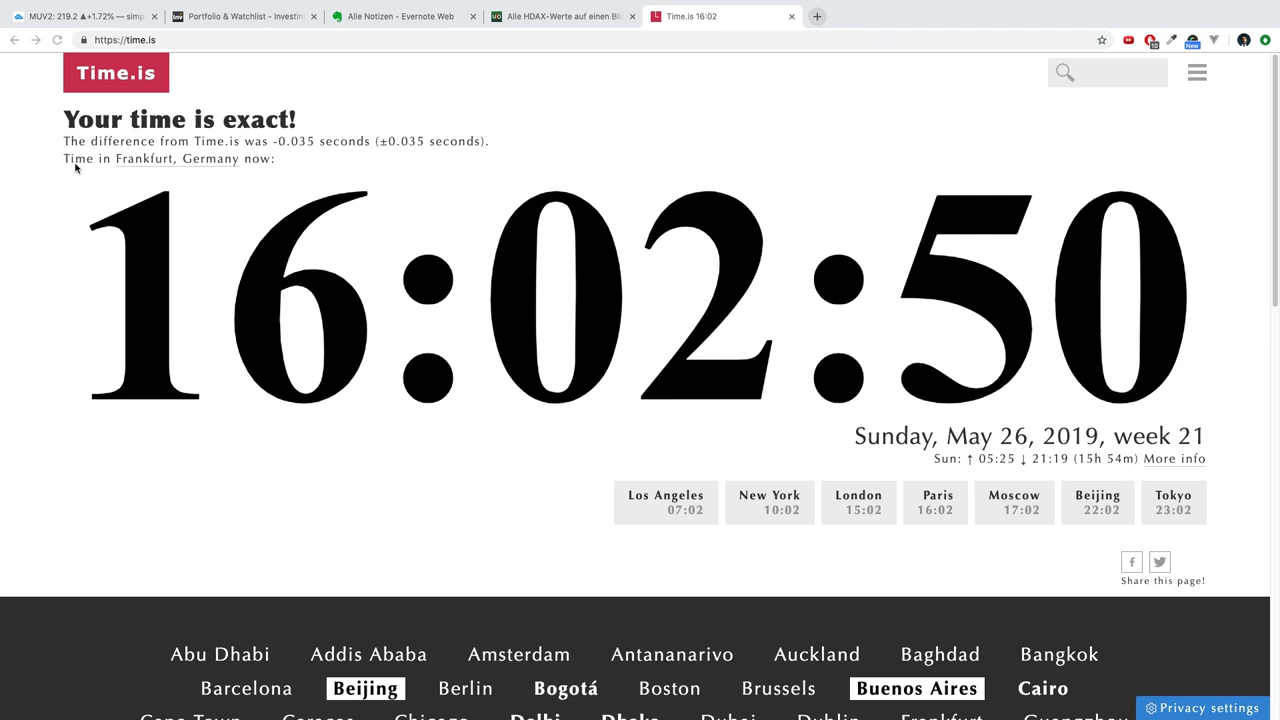 MUV2: 219.2 ▲+1.72% — simp
Portfolio & Watchlist - Investin
Alle Notizen - Evernote Web
Alle HDAX-Werte auf einen Bli
Time.is 16:02
https://time.is
10
New
Time.is
Your time is exact!
The difference from Time.is was -0.035 seconds (±0.035 seconds).
Time in Frankfurt, Germany now:
16:02:50
Sunday, May 26, 2019, week 21
Sun: ↑ 05:25 ↓ 21:19 (15h 54m) More info
Los Angeles New York London Paris Moscow Beijing Tokyo
07:02 10:02 15:02 16:02 17:02 22:02 23:02
Share this page!
Abu Dhabi Addis Ababa Amsterdam Antananarivo Auckland Baghdad Bangkok
Barcelona Beijing Berlin Bogotá Boston Brussels Buenos Aires Cairo
Cape Town Caracas Chicago Delhi Dhaka Dubai Dublin Frankfurt Guangzhou
Privacy settings